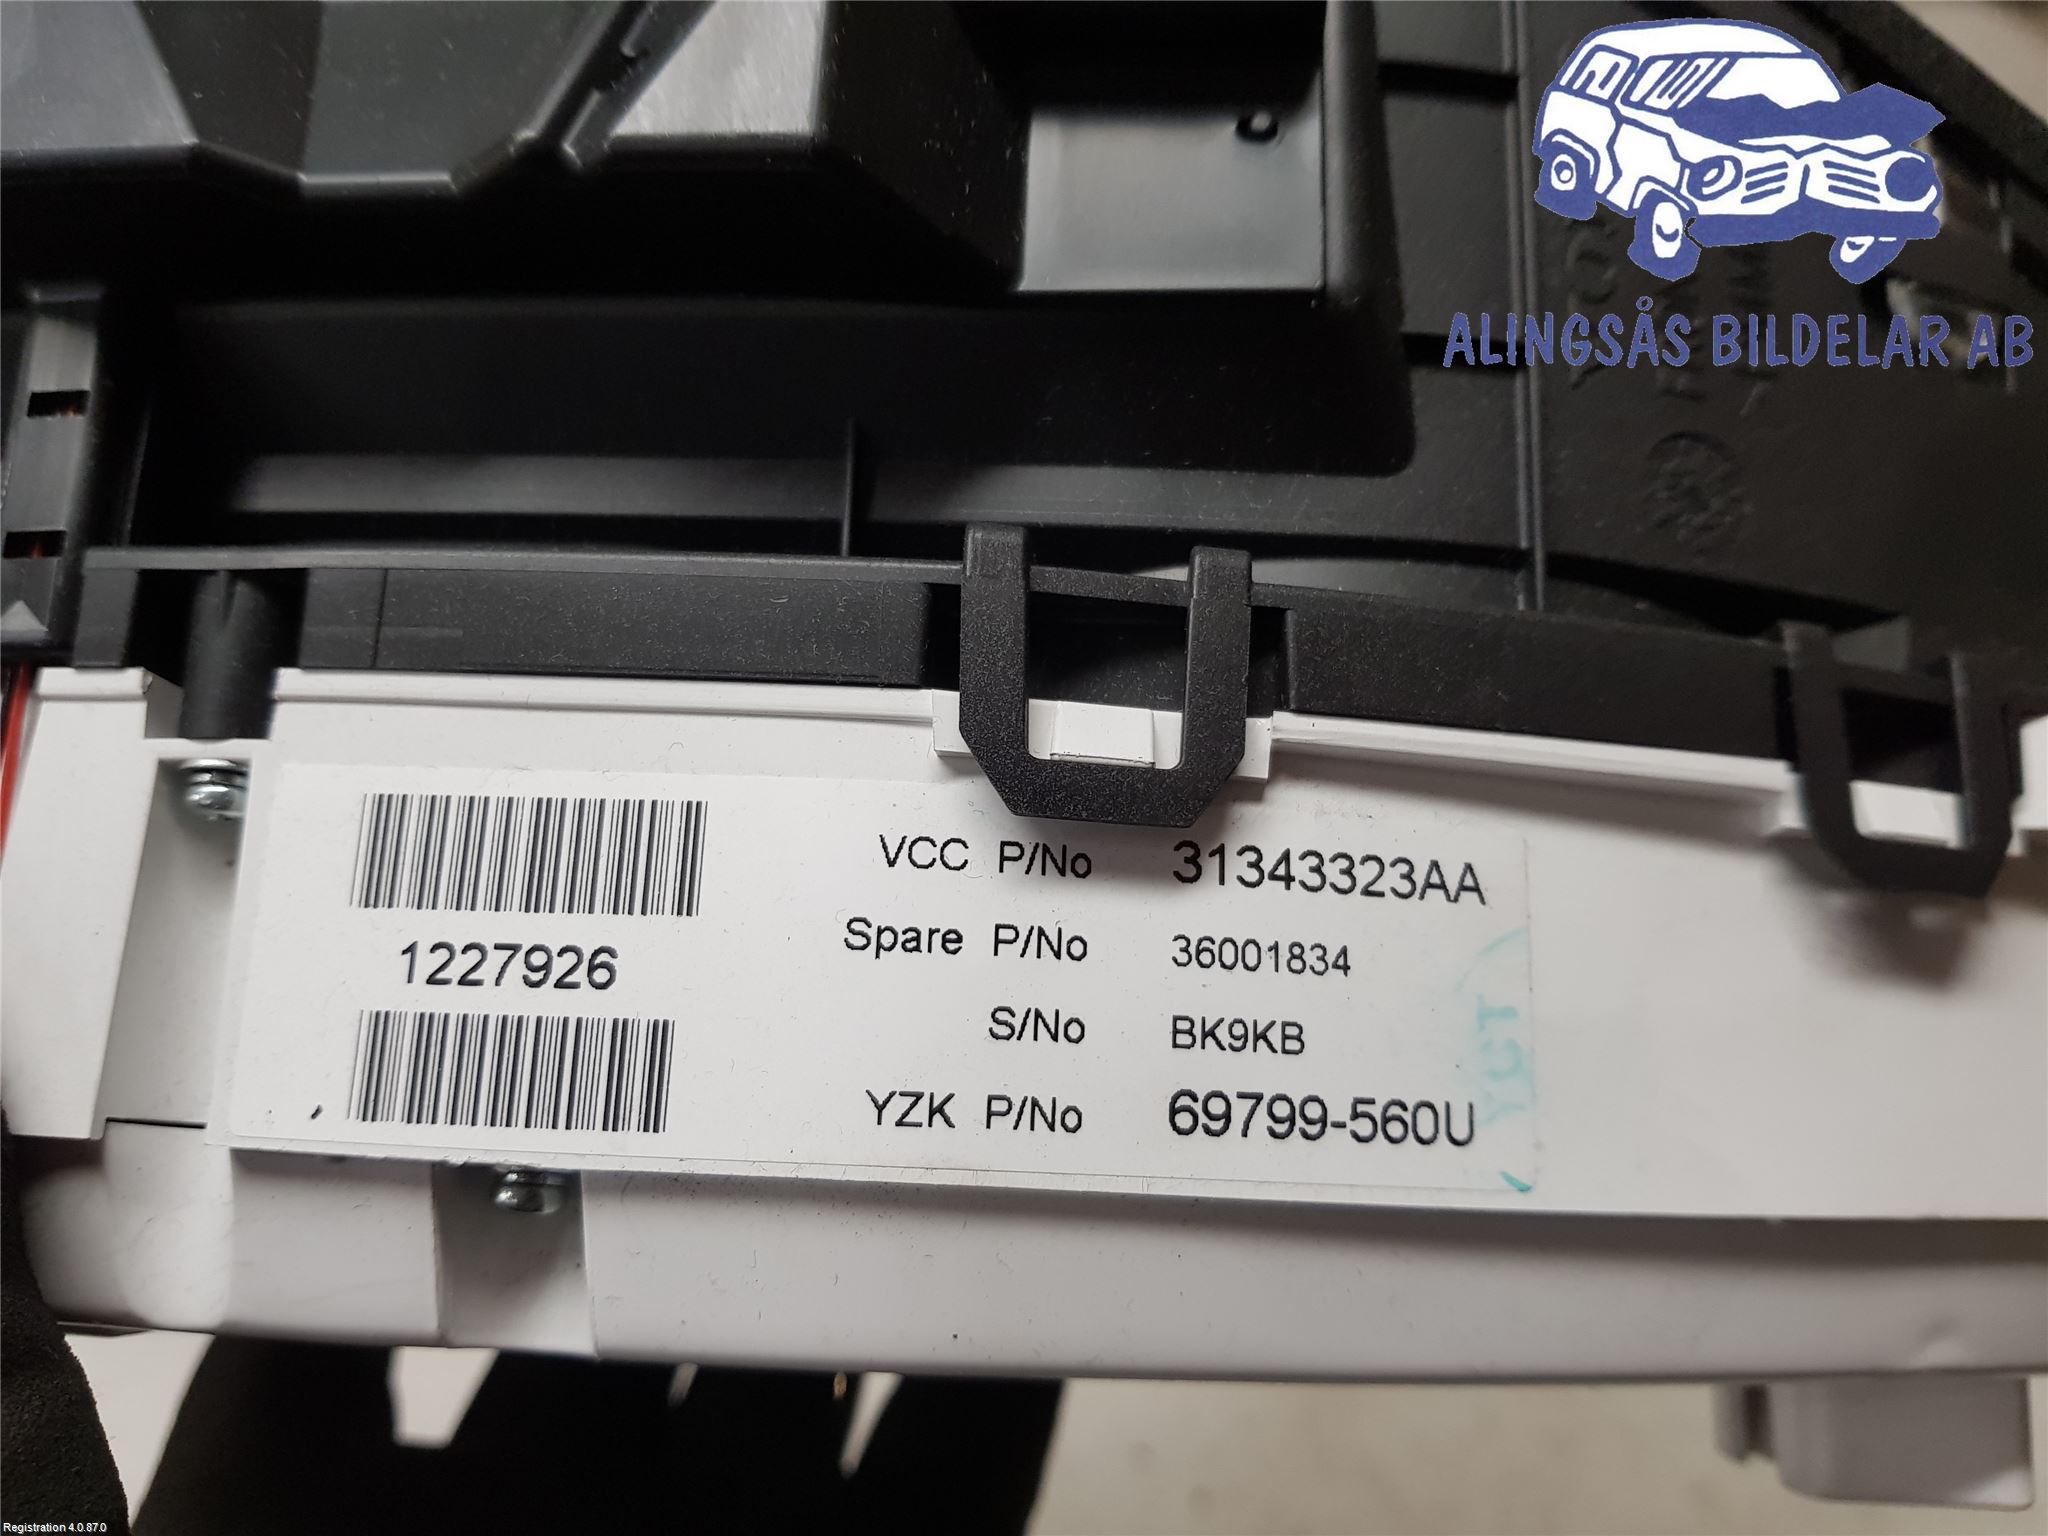 ALINGSÅS BILDELAR AB
VCC P/No 31343323AA
Spare P/No 36001834
1227926
S/No BK9KB
YZK P/No 69799-560U
YGT
Registration 4.0.87.0